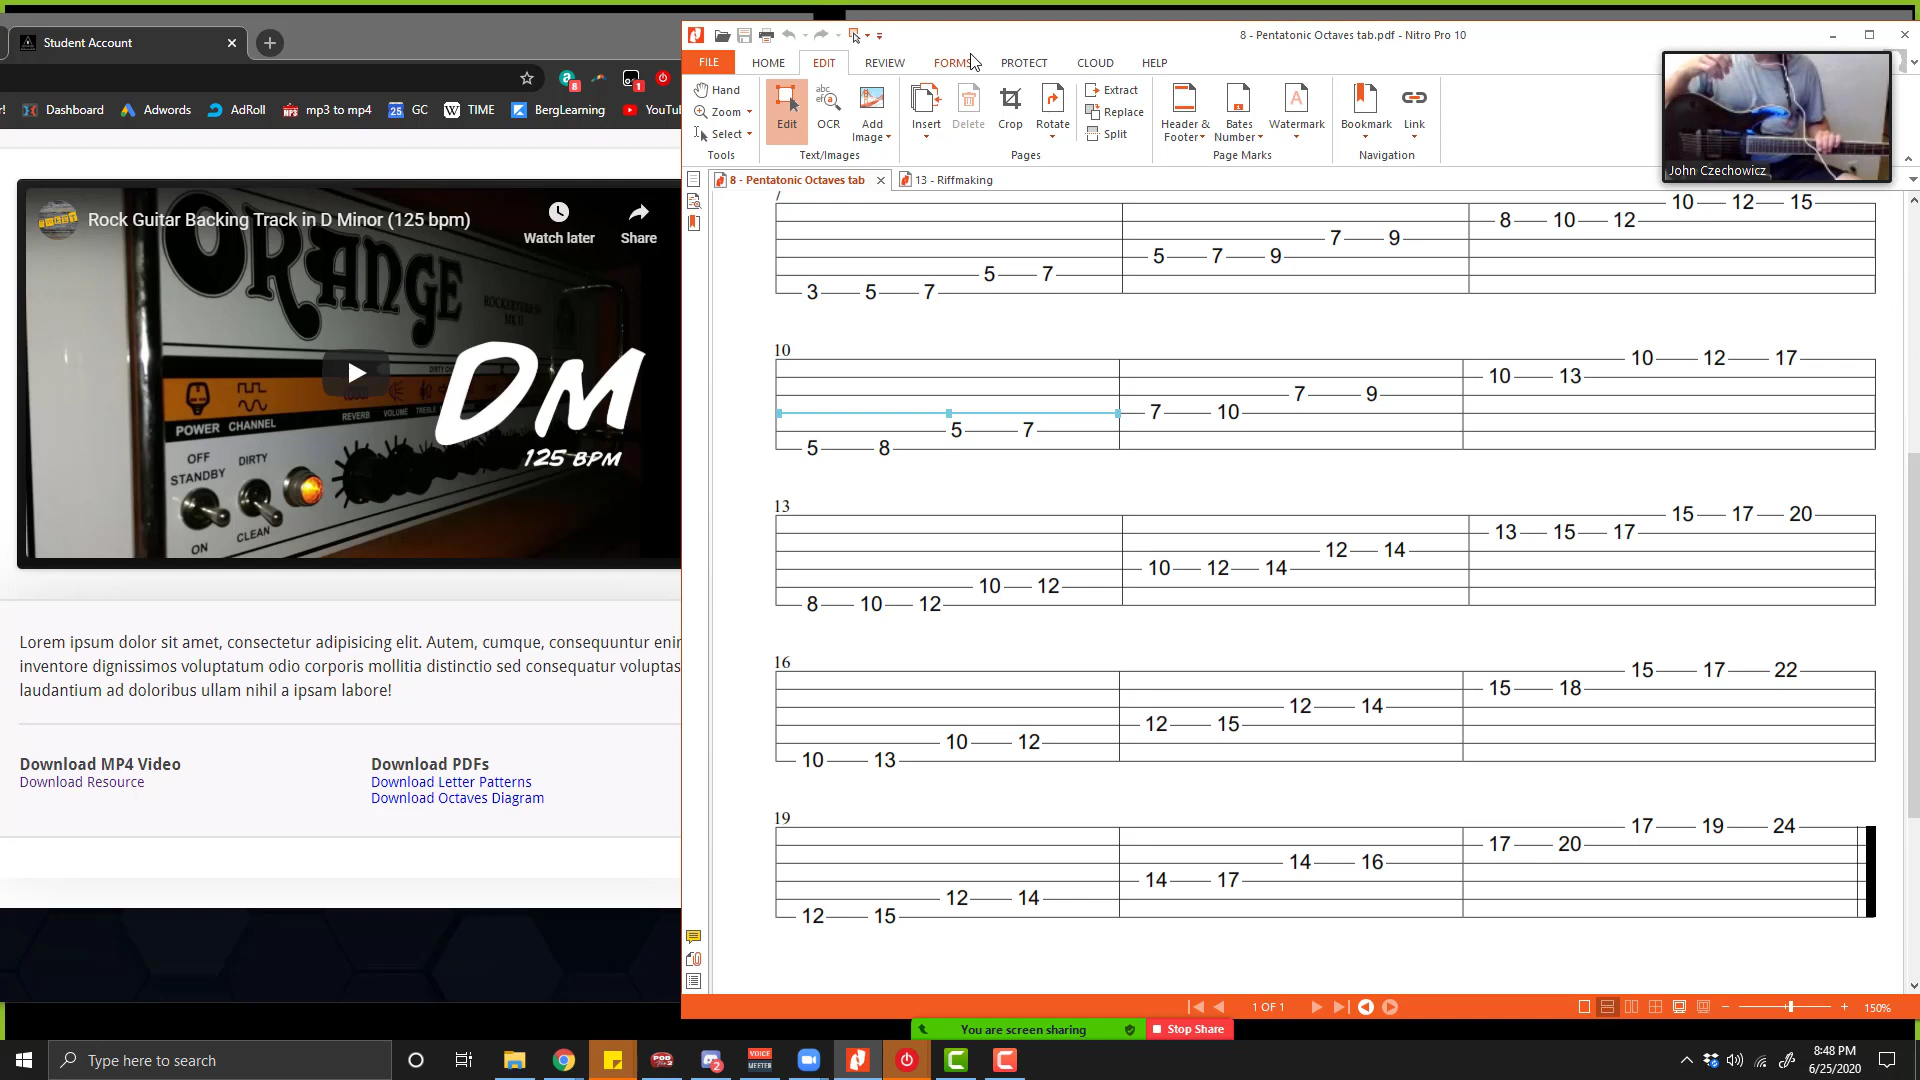 Student Account
8 - Pentatonic Octaves tab.pdf - Nitro Pro 10
FILE HOME EDIT REVIEW FORMS PROTECT CLOUD HELP
Dashboard Adwords AdRoll mp3 to mp4 GC TIME BergLearning YouTu
Hand
Zoom
Select
Tools
Edit OCR Add Image
Text/Images
Insert Delete Crop Rotate
Extract
Replace
Split
Pages
Header & Footer Bates Number Watermark
Page Marks
Bookmark Link
Navigation
John Czechowicz
8 - Pentatonic Octaves tab 13 - Riffmaking
Rock Guitar Backing Track in D Minor (125 bpm)
Watch later Share
ORANGE
ROCKERVERB 50
MK II
DM
125 BPM
POWER CHANNEL
REVERB VOLUME TREBLE
OFF
STANDBY
ON
DIRTY
CLEAN
Lorem ipsum dolor sit amet, consectetur adipisicing elit. Autem, cumque, consequuntur enir
inventore dignissimos voluptatum odio corporis mollitia distinctio sed consequatur voluptas
laudantium ad doloribus ullam nihil a ipsam labore!
Download MP4 Video
Download Resource
Download PDFs
Download Letter Patterns
Download Octaves Diagram
10 12 15
8 10 12
7 9
5 7 9
5 7
3 5 7
10
10 12 17
10 13
7 9
7 10
5 7
5 8
13
15 17 20
13 15 17
12 14
10 12 14
10 12
8 10 12
16
15 17 22
15 18
12 14
12 15
10 12
10 13
19
17 19 24
17 20
14 16
14 17
12 14
12 15
1 OF 1
150%
You are screen sharing Stop Share
Type here to search
8:48 PM
6/25/2020